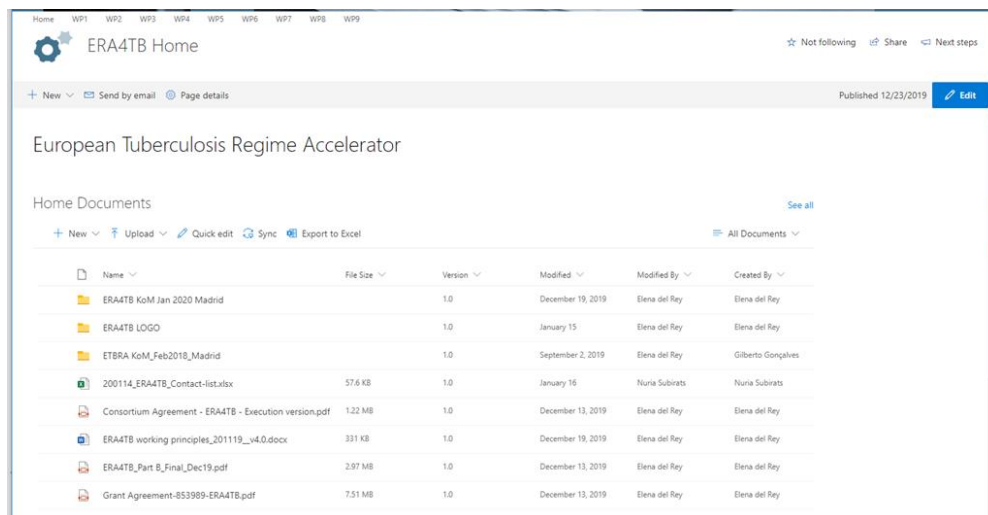 Home WP1 WP2 WP3 WP4 WP5 WP6 WP7 WP8 WP9
ERA4TB Home
Not following Share Next steps
New Send by email Page details
Published 12/23/2019 Edit
European Tuberculosis Regime Accelerator
Home Documents
See all
New Upload Quick edit Sync Export to Excel
All Documents
Name File Size Version Modified Modified By Created By
ERA4TB KoM Jan 2020 Madrid 1.0 December 19, 2019 Elena del Rey Elena del Rey
ERA4TB LOGO 1.0 January 15 Elena del Rey Elena del Rey
ETBRA KoM_Feb2018_Madrid 1.0 September 2, 2019 Elena del Rey Gilberto Gonçalves
200114_ERA4TB_Contact-list.xlsx 57.6 KB 1.0 January 16 Nuria Subirats Nuria Subirats
Consortium Agreement - ERA4TB - Execution version.pdf 1.22 MB 1.0 December 13, 2019 Elena del Rey Elena del Rey
ERA4TB working principles_201119__v4.0.docx 331 KB 1.0 December 19, 2019 Elena del Rey Elena del Rey
ERA4TB_Part B_Final_Dec19.pdf 2.97 MB 1.0 December 13, 2019 Elena del Rey Elena del Rey
Grant Agreement-853989-ERA4TB.pdf 7.51 MB 1.0 December 13, 2019 Elena del Rey Elena del Rey